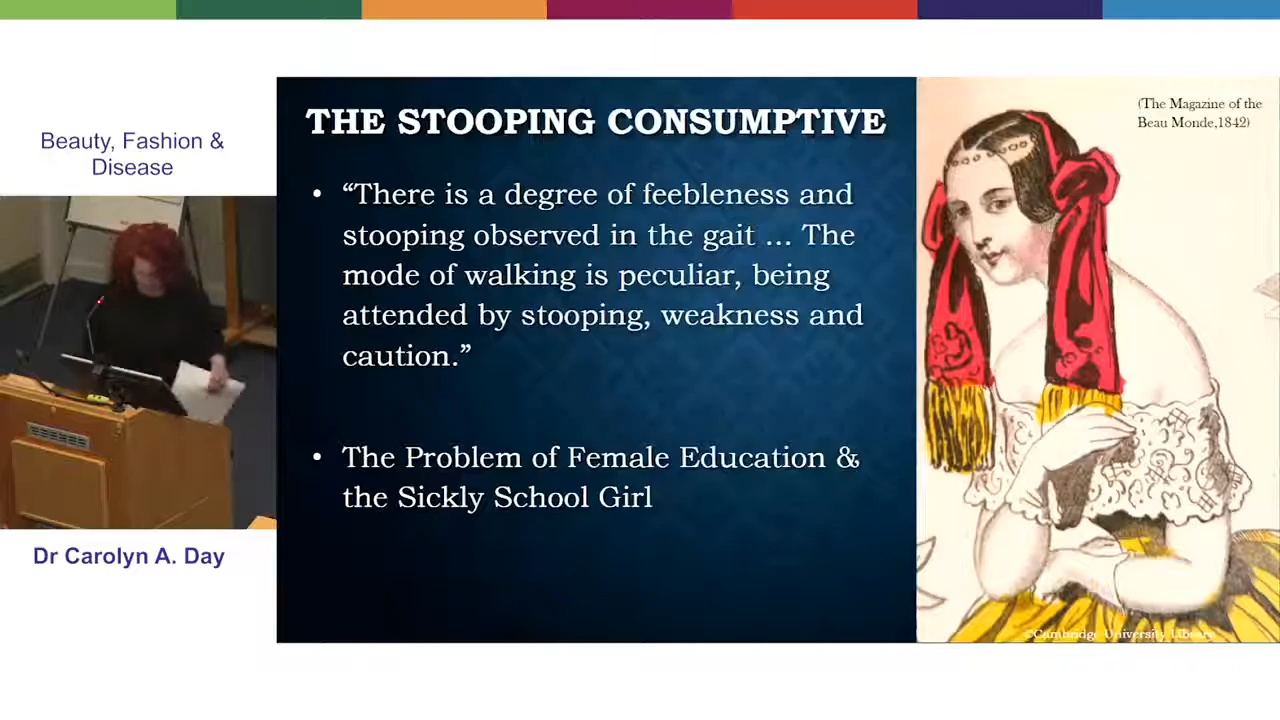 Beauty, Fashion &
Disease
Dr Carolyn A. Day
THE STOOPING CONSUMPTIVE
• “There is a degree of feebleness and
stooping observed in the gait ... The
mode of walking is peculiar, being
attended by stooping, weakness and
caution.”
• The Problem of Female Education &
the Sickly School Girl
(The Magazine of the
Beau Monde,1842)
©Cambridge University Library